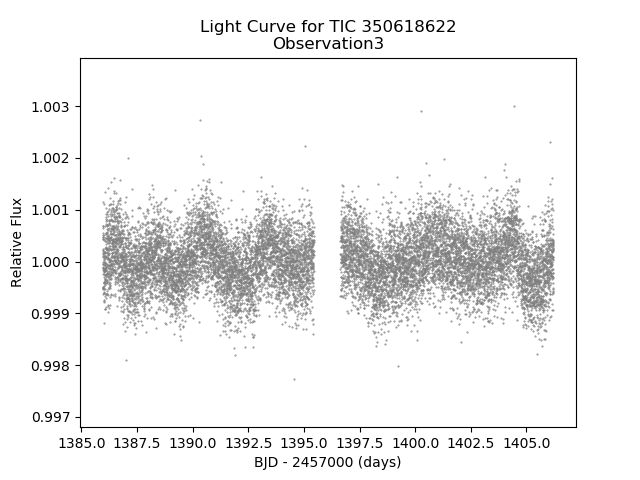 Light Curve for TIC 350618622
Observation3
1.003
1.002
1.001
1.000
0.999
0.998
0.997
Relative Flux
1385.0 1387.5 1390.0 1392.5 1395.0 1397.5 1400.0 1402.5 1405.0
BJD - 2457000 (days)